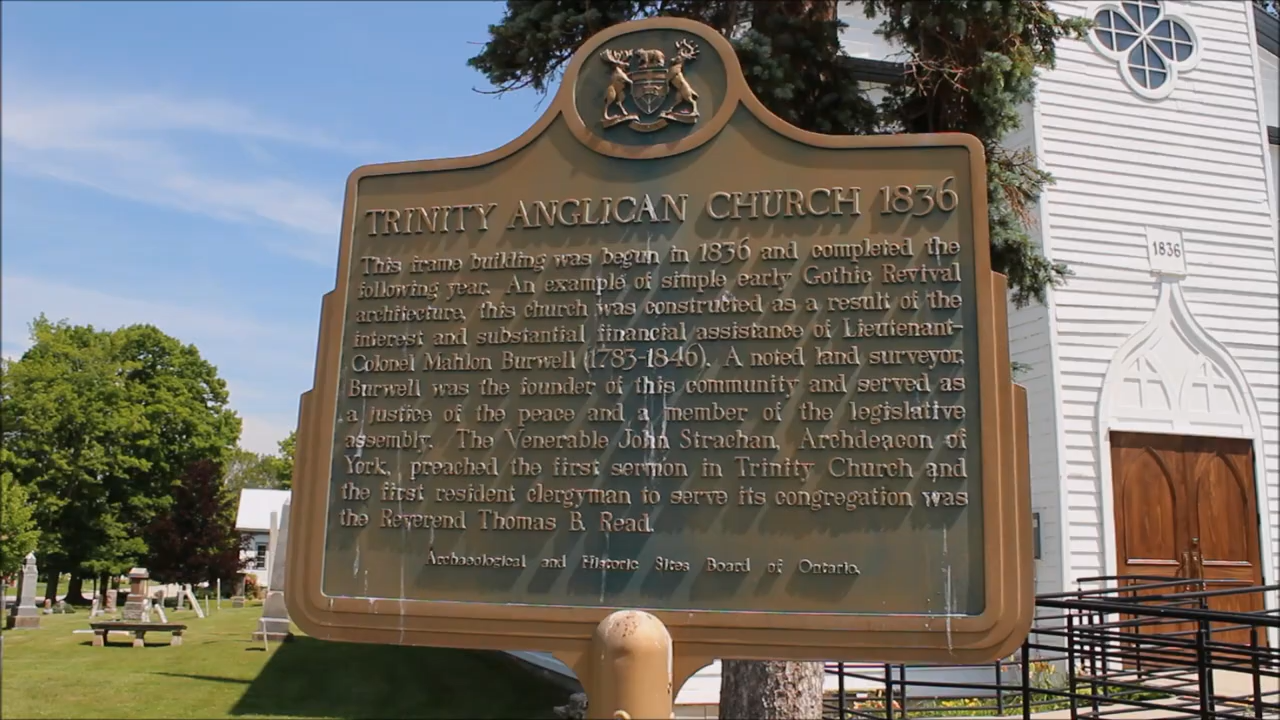 TRINITY ANGLICAN CHURCH 1836
This frame building was begun in 1836 and completed the
following year. An example of simple early Gothic Revival
architecture, this church was constructed as a result of the
interest and substantial financial assistance of Lieutenant-
Colonel Mahlon Burwell (1783-1846). A noted land surveyor,
Burwell was the founder of this community and served as
a justice of the peace and a member of the legislative
assembly. The Venerable John Strachan, Archdeacon of
York, preached the first sermon in Trinity Church and
the first resident clergyman to serve its congregation was
the Reverend Thomas B. Read.
Archaeological and Historic Sites Board of Ontario.
1836